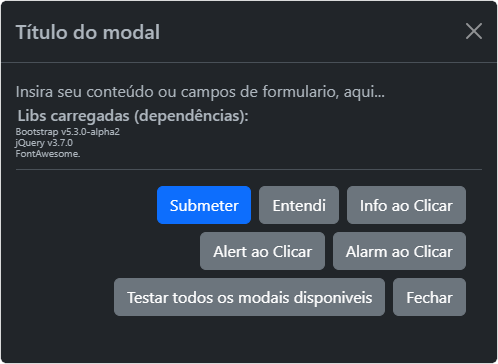 Título do modal
Insira seu conteúdo ou campos de formulario, aqui...
Libs carregadas (dependências):
Bootstrap v5.3.0-alpha2
jQuery v3.7.0
FontAwesome.
Submeter Entendi Info ao Clicar
Alert ao Clicar Alarm ao Clicar
Testar todos os modais disponiveis Fechar